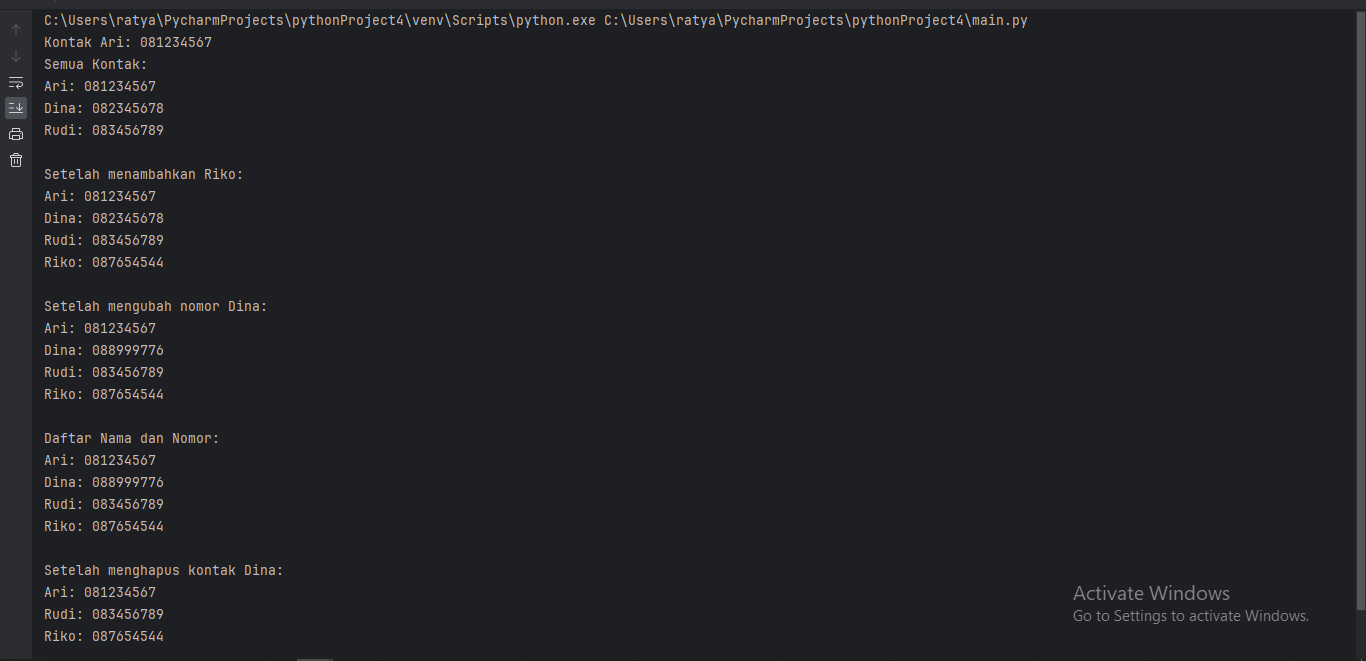 C:\Users\ratya\PycharmProjects\pythonProject4\venv\Scripts\python.exe C:\Users\ratya\PycharmProjects\pythonProject4\main.py
Kontak Ari: 081234567
Semua Kontak:
Ari: 081234567
Dina: 082345678
Rudi: 083456789

Setelah menambahkan Riko:
Ari: 081234567
Dina: 082345678
Rudi: 083456789
Riko: 087654544

Setelah mengubah nomor Dina:
Ari: 081234567
Dina: 088999776
Rudi: 083456789
Riko: 087654544

Daftar Nama dan Nomor:
Ari: 081234567
Dina: 088999776
Rudi: 083456789
Riko: 087654544

Setelah menghapus kontak Dina:
Ari: 081234567
Rudi: 083456789
Riko: 087654544
Activate Windows
Go to Settings to activate Windows.